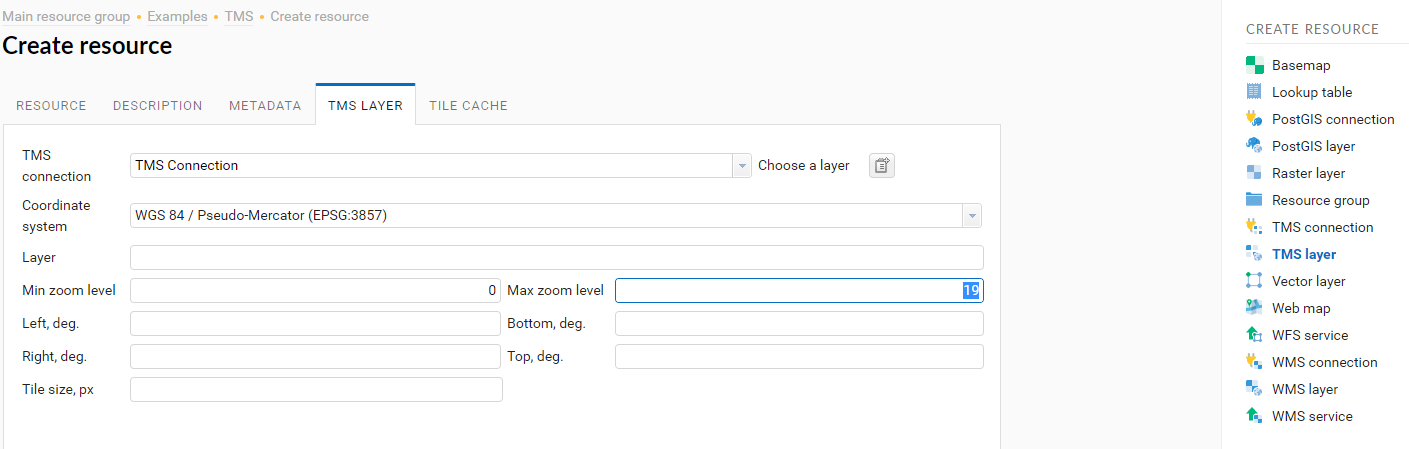 Main resource group • Examples • TMS • Create resource
Create resource
RESOURCE DESCRIPTION METADATA TMS LAYER TILE CACHE
TMS connection
TMS Connection
Choose a layer
Coordinate system
WGS 84 / Pseudo-Mercator (EPSG:3857)
Layer
Min zoom level 0 Max zoom level 19
Left, deg. Bottom, deg.
Right, deg. Top, deg.
Tile size, px
CREATE RESOURCE
Basemap
Lookup table
PostGIS connection
PostGIS layer
Raster layer
Resource group
TMS connection
TMS layer
Vector layer
Web map
WFS service
WMS connection
WMS layer
WMS service